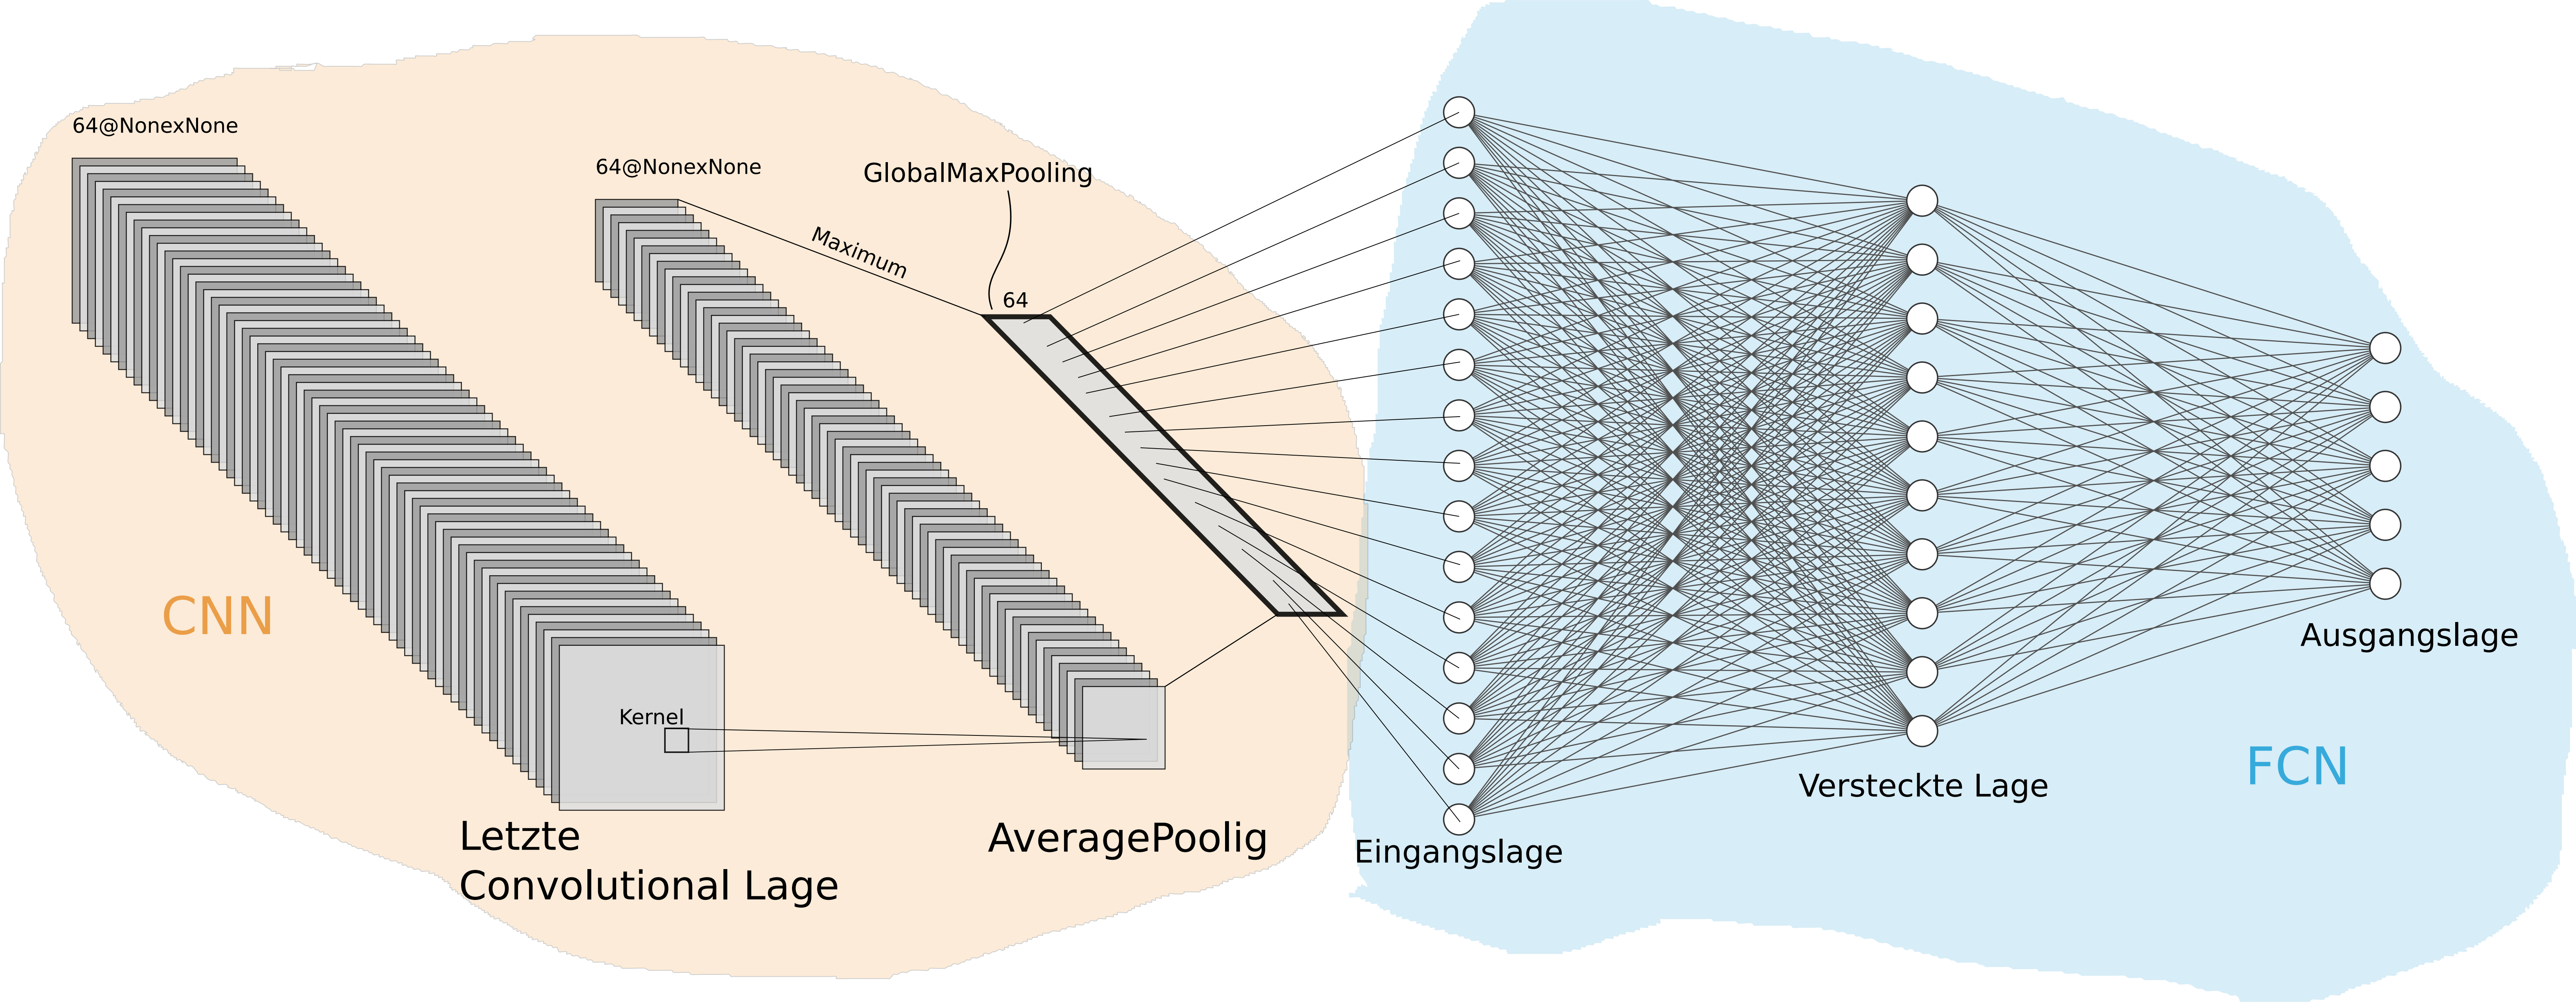 64@NonexNone
64@NonexNone
GlobalMaxPooling
Maximum
64
CNN
Kernel
Letzte
Convolutional Lage
AveragePoolig
Eingangslage
Versteckte Lage
Ausgangslage
FCN